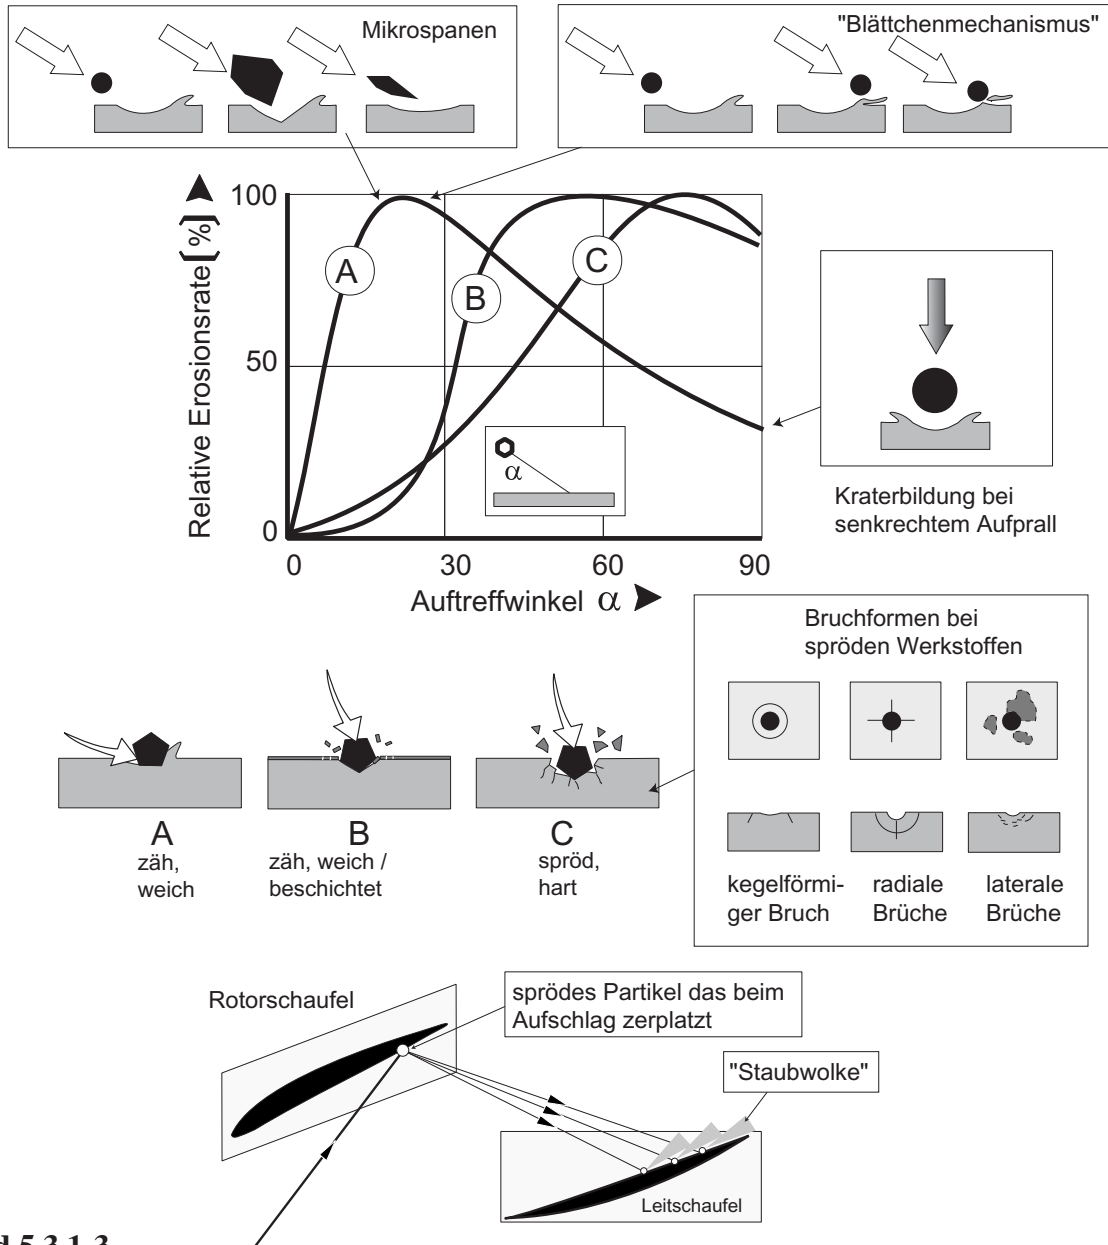 Mikrospanen
"Blättchenmechanismus"
Relative Erosionsrate [%]
100
50
0
A
B
C
α
0
30
60
90
Auftreffwinkel α
Kraterbildung bei
senkrechtem Aufprall
A
zäh,
weich
B
zäh, weich /
beschichtet
C
spröd,
hart
Bruchformen bei
spröden Werkstoffen
kegelförmi-
ger Bruch
radiale
Brüche
laterale
Brüche
Rotorschaufel
sprödes Partikel das beim
Aufschlag zerplatzt
"Staubwolke"
Leitschaufel